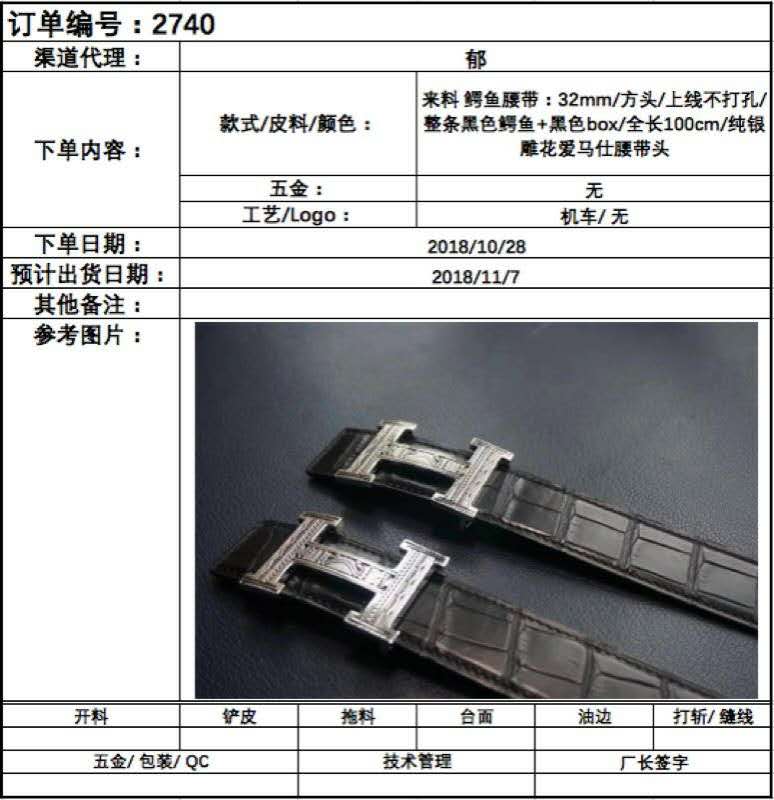 订单编号：2740
渠道代理： 郁
下单内容： 款式/皮料/颜色： 来料 鳄鱼腰带：32mm/方头/上线不打孔/
整条黑色鳄鱼+黑色box/全长100cm/纯银
雕花爱马仕腰带头
五金： 无
工艺/Logo： 机车/ 无
下单日期： 2018/10/28
预计出货日期： 2018/11/7
其他备注：
参考图片：
开料 铲皮 拖料 台面 油边 打斩/ 缝线
五金/ 包装/ QC 技术管理 厂长签字